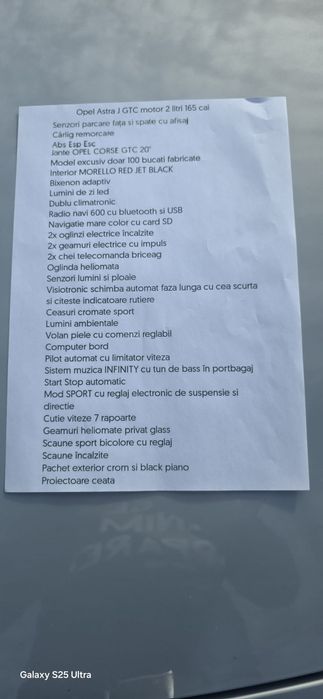 Opel Astra J GTC motor 2 litri 165 cai
Senzori parcare fața si spate cu afisaj
Cârlig remorcare
Abs Esp Esc
Jante OPEL CORSE GTC 20"
Model excusiv doar 100 bucati fabricate
Interior MORELLO RED JET BLACK
Bixenon adaptiv
Lumini de zi led
Dublu climatronic
Radio navi 600 cu bluetooth si USB
Navigatie mare color cu card SD
2x oglinzi electrice încalzite
2x geamuri electrice cu impuls
2x chei telecomanda briceag
Oglinda heliomata
Senzori lumini si ploaie
Visiotronic schimba automat faza lunga cu cea scurta
si citeste indicatoare rutiere
Ceasuri cromate sport
Lumini ambientale
Volan piele cu comenzi reglabil
Computer bord
Pilot automat cu limitator viteza
Sistem muzica INFINITY cu tun de bass în portbagaj
Start Stop automatic
Mod SPORT cu reglaj electronic de suspensie si
directie
Cutie viteze 7 rapoarte
Geamuri heliomate privat glass
Scaune sport bicolore cu reglaj
Scaune încalzite
Pachet exterior crom si black piano
Proiectoare ceata
Galaxy S25 Ultra